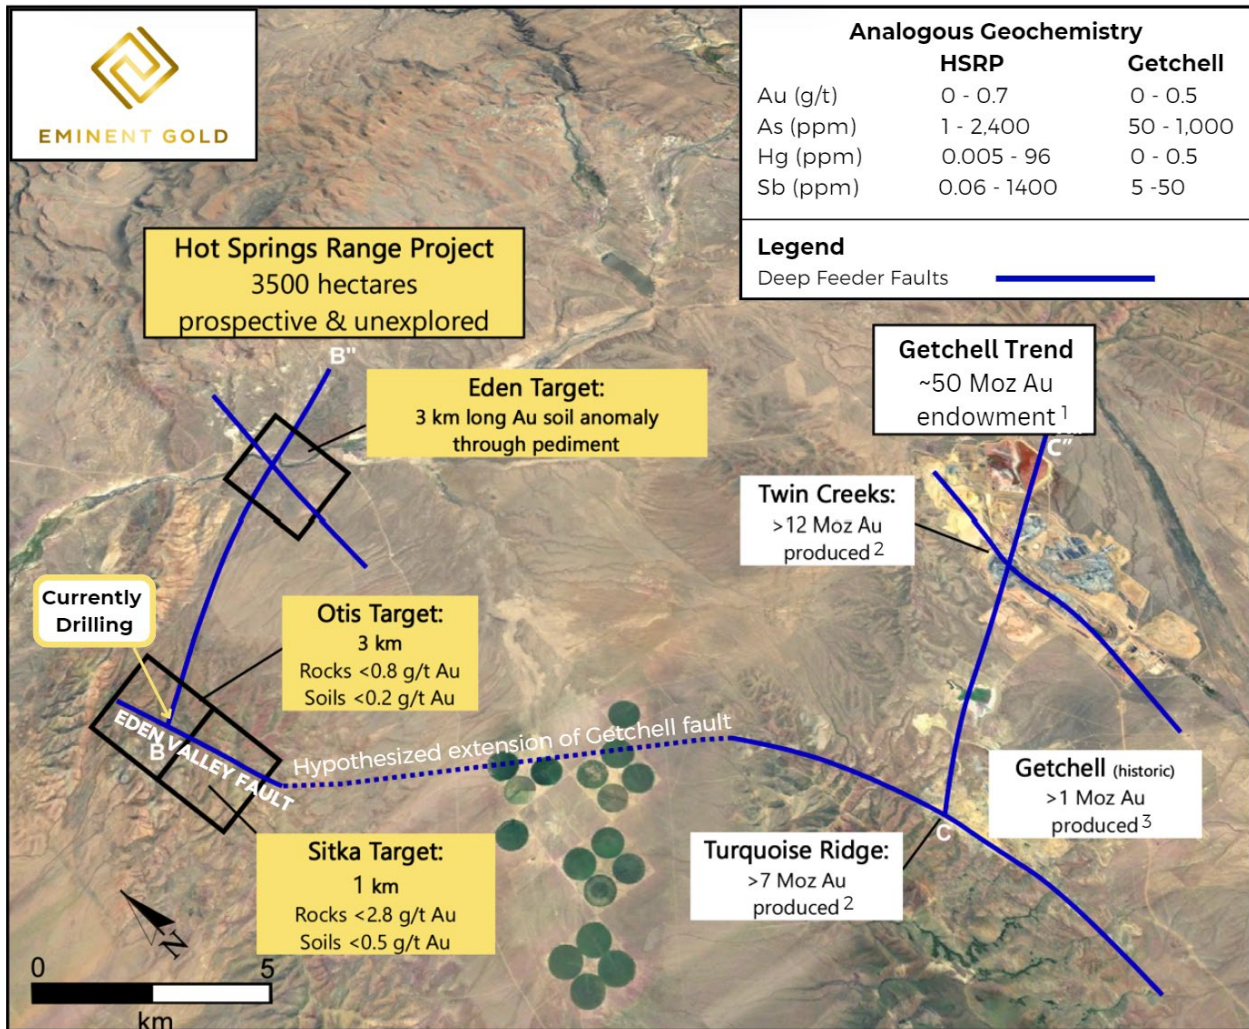 EMINENT GOLD
Analogous Geochemistry
HSRP Getchell
Au (g/t) 0 - 0.7 0 - 0.5
As (ppm) 1 - 2,400 50 - 1,000
Hg (ppm) 0.005 - 96 0 - 0.5
Sb (ppm) 0.06 - 1400 5 -50
Legend
Deep Feeder Faults
Hot Springs Range Project
3500 hectares
prospective & unexplored
B"
Eden Target:
3 km long Au soil anomaly
through pediment
Getchell Trend
~50 Moz Au
endowment 1
C"
Twin Creeks:
>12 Moz Au
produced 2
Currently
Drilling
Otis Target:
3 km
Rocks <0.8 g/t Au
Soils <0.2 g/t Au
EDEN VALLEY FAULT
B
Hypothesized extension of Getchell fault
Getchell (historic)
>1 Moz Au
produced 3
C
Turquoise Ridge:
>7 Moz Au
produced 2
Sitka Target:
1 km
Rocks <2.8 g/t Au
Soils <0.5 g/t Au
N
0 5
km